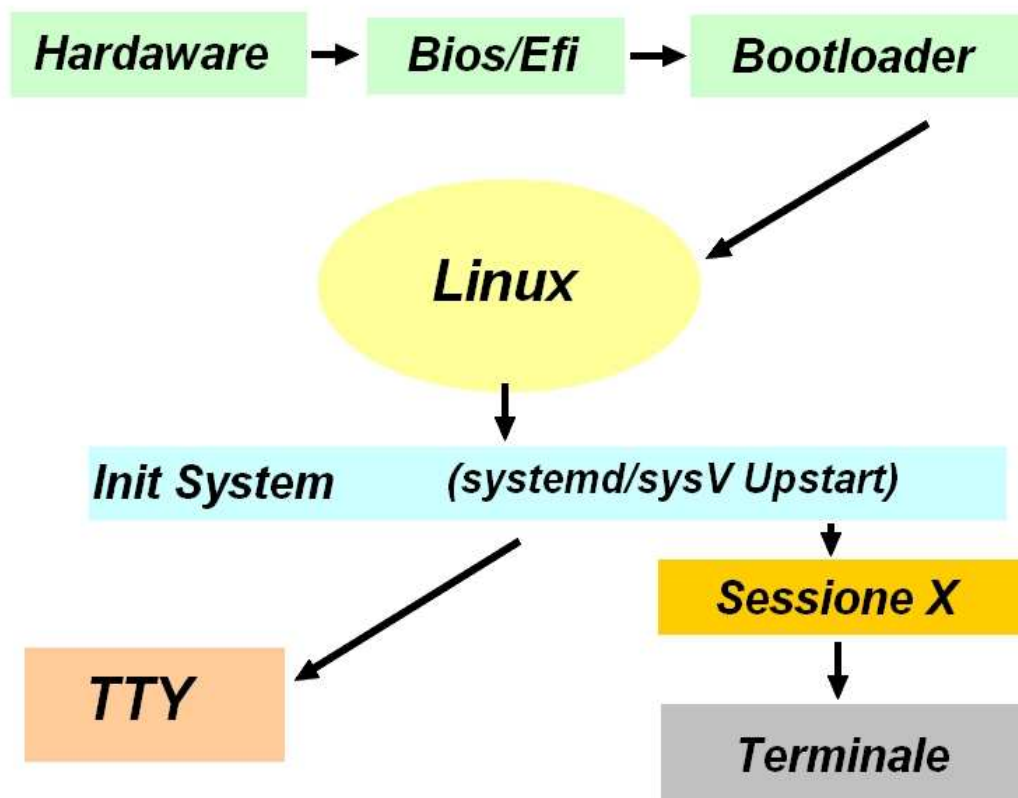 Hardaware
Bios/Efi
Bootloader
Linux
Init System (systemd/sysV Upstart)
Sessione X
TTY
Terminale